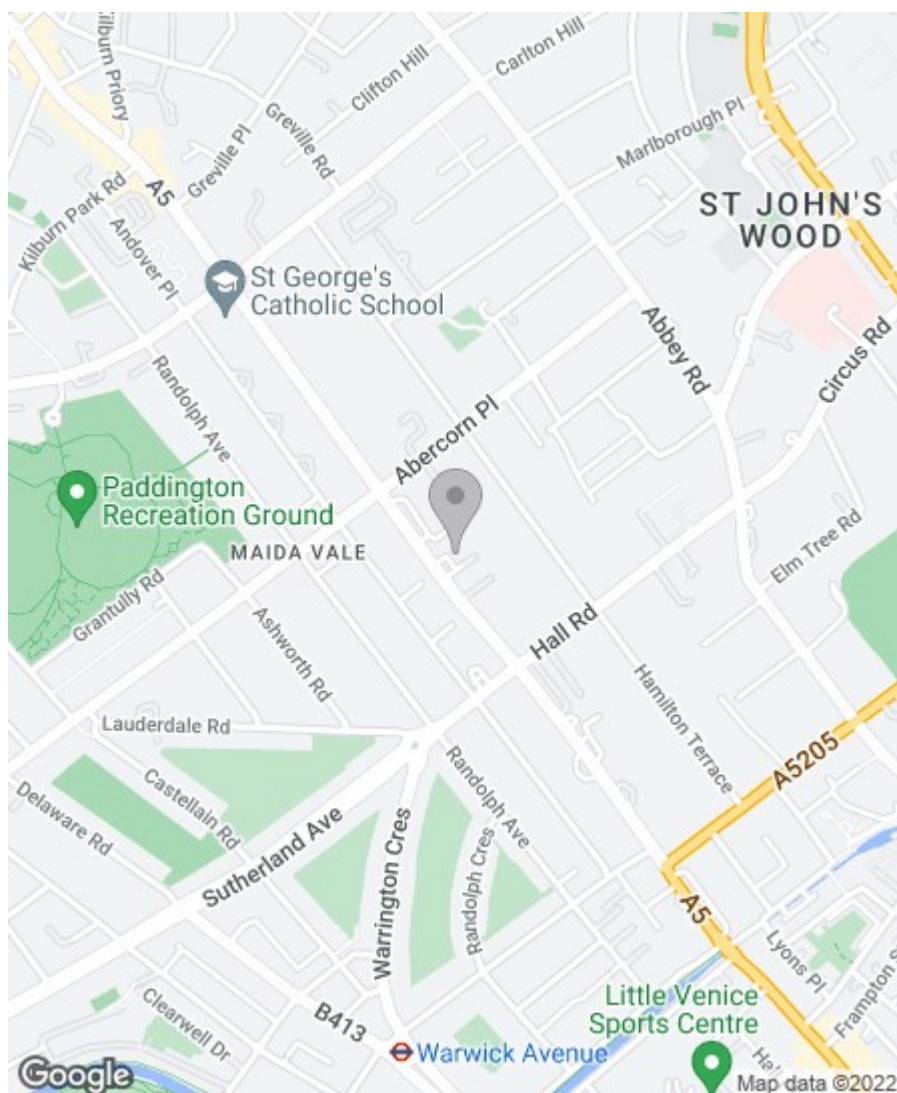 Kilburn Priory
Clifton Hill
Carlton Hill
Greville Rd
Greville Pl
Marlborough Pl
A5
Kilburn Park Rd
Andover Pl
ST JOHN'S
WOOD
St George's
Catholic School
Abbey Rd
Circus Rd
Randolph Ave
Abercorn Pl
Paddington
Recreation Ground
MAIDA VALE
Elm Tree Rd
Grantully Rd
Ashworth Rd
Hall Rd
Hamilton Terrace
Lauderdale Rd
A5205
Castellain Rd
Delaware Rd
Randolph Ave
Sutherland Ave
Warrington Cres
Randolph Cres
A5
Lyons Pl
Frampton S
Clearwell Dr
B413
Little Venice
Sports Centre
Warwick Avenue
Google
Map data ©2022